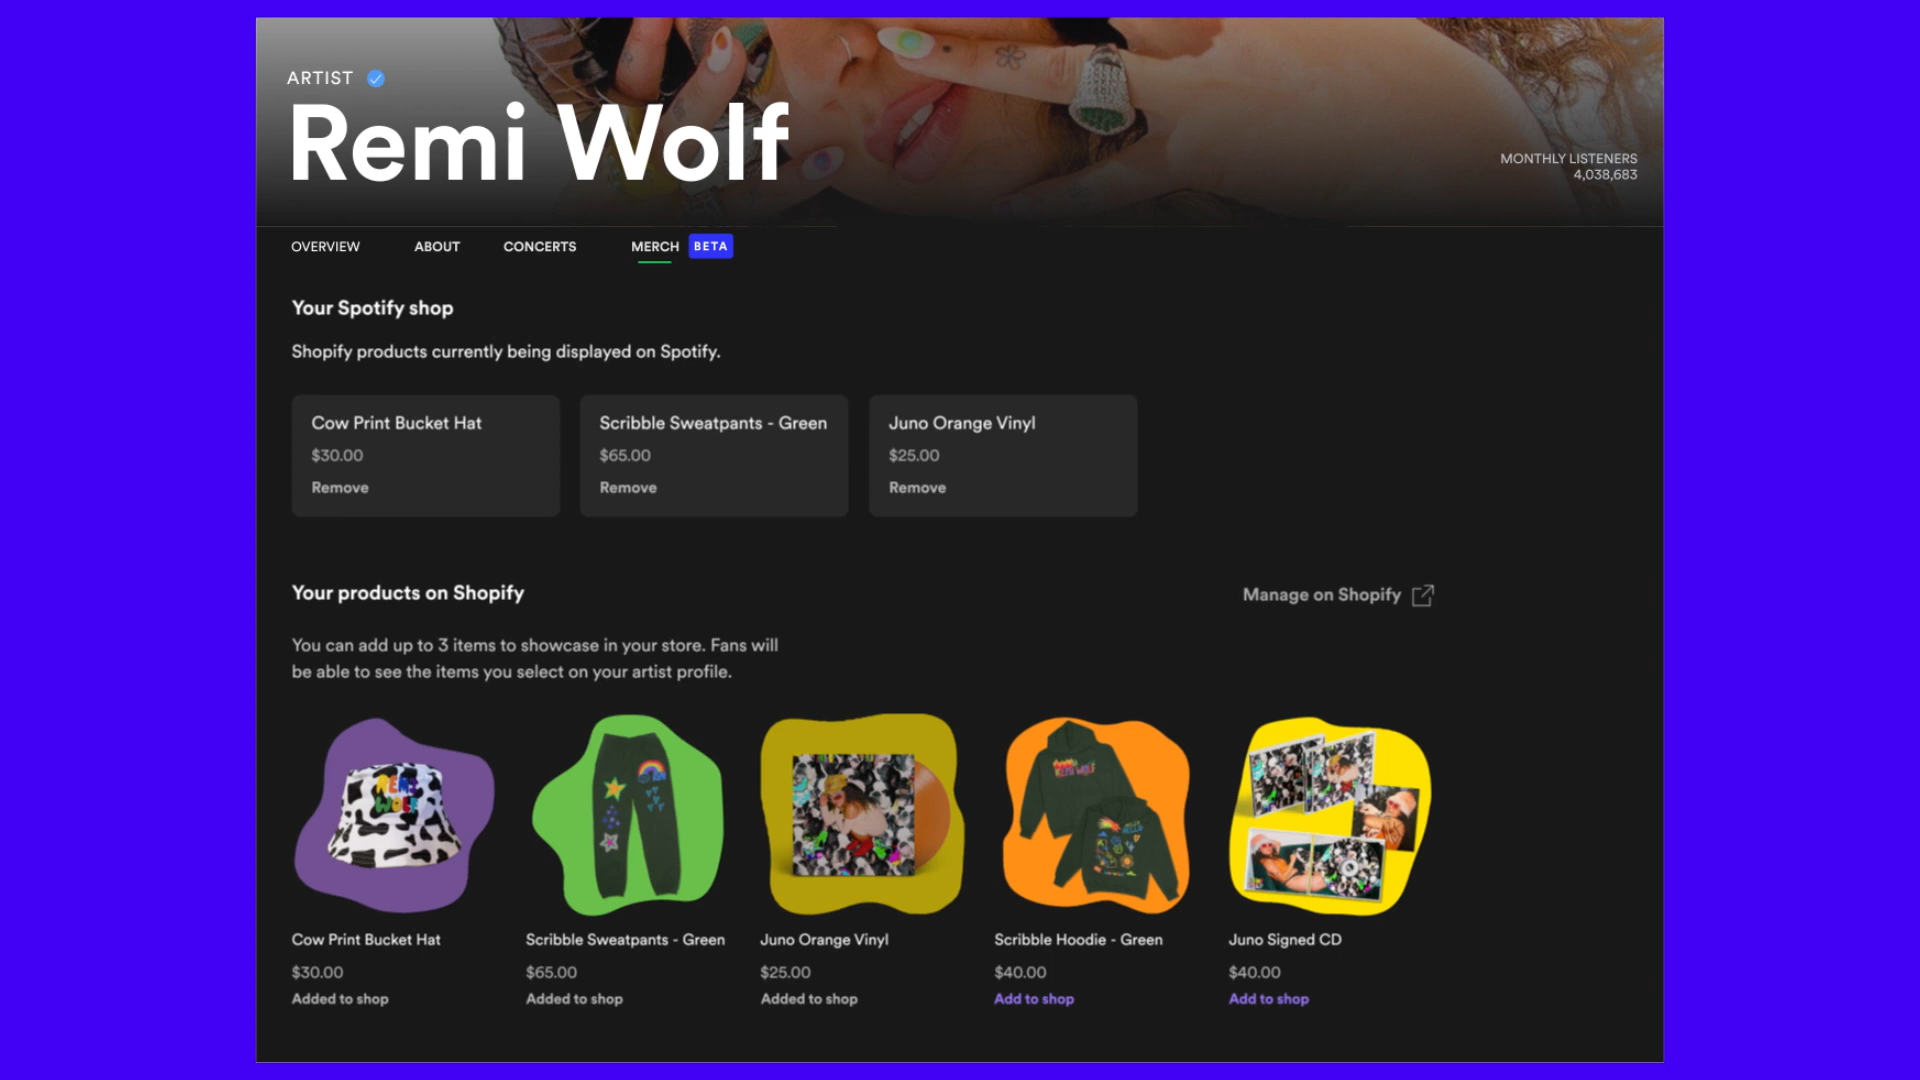 ARTIST
Remi Wolf
MONTHLY LISTENERS
4,038,683
OVERVIEW ABOUT CONCERTS MERCH BETA
Your Spotify shop
Shopify products currently being displayed on Spotify.
Cow Print Bucket Hat
$30.00
Remove
Scribble Sweatpants - Green
$65.00
Remove
Juno Orange Vinyl
$25.00
Remove
Your products on Shopify
Manage on Shopify
You can add up to 3 items to showcase in your store. Fans will
be able to see the items you select on your artist profile.
REMI
WOLF
REMI WOLF
Cow Print Bucket Hat
$30.00
Added to shop
Scribble Sweatpants - Green
$65.00
Added to shop
Juno Orange Vinyl
$25.00
Added to shop
Scribble Hoodie - Green
$40.00
Add to shop
Juno Signed CD
$40.00
Add to shop